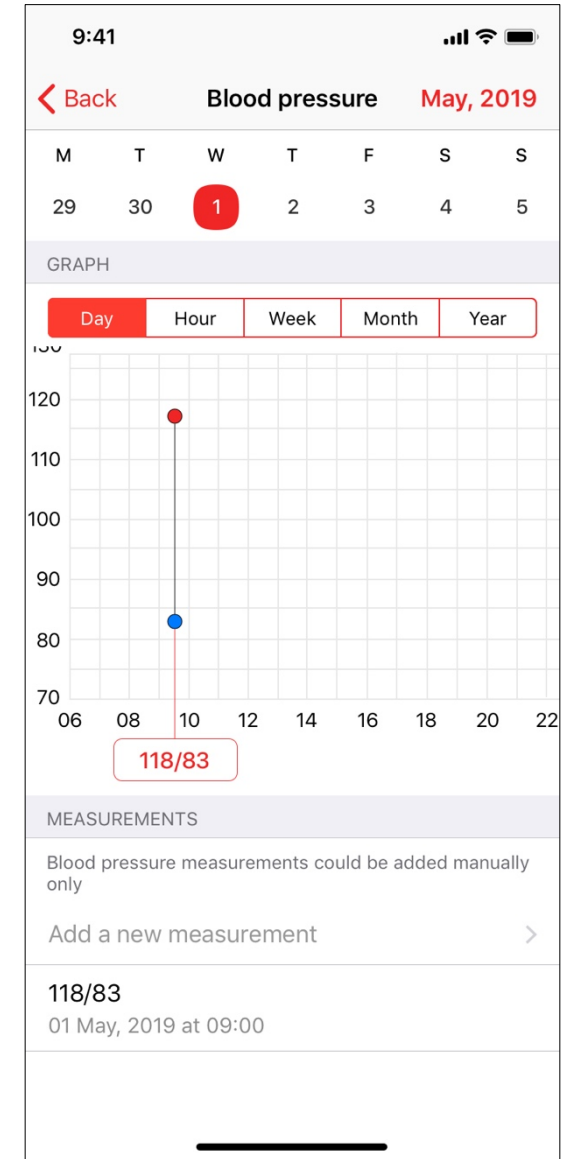 9:41
Back Blood pressure May, 2019
M T W T F S S
29 30 1 2 3 4 5
GRAPH
Day Hour Week Month Year
130
120
110
100
90
80
70
06 08 10 12 14 16 18 20 22
118/83
MEASUREMENTS
Blood pressure measurements could be added manually
only
Add a new measurement
118/83
01 May, 2019 at 09:00